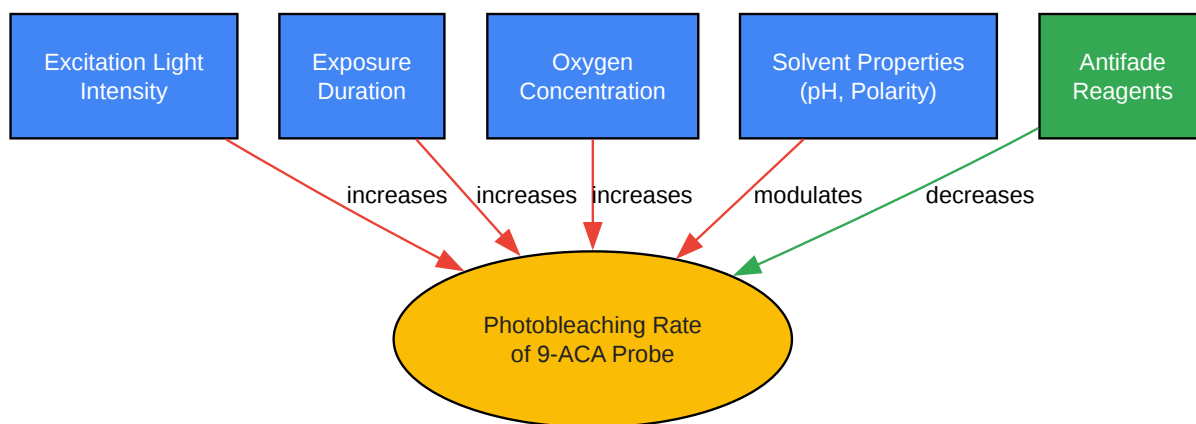 Excitation Light
Intensity
Exposure
Duration
Oxygen
Concentration
Solvent Properties
(pH, Polarity)
Antifade
Reagents
increases
increases
increases
modulates
decreases
Photobleaching Rate
of 9-ACA Probe